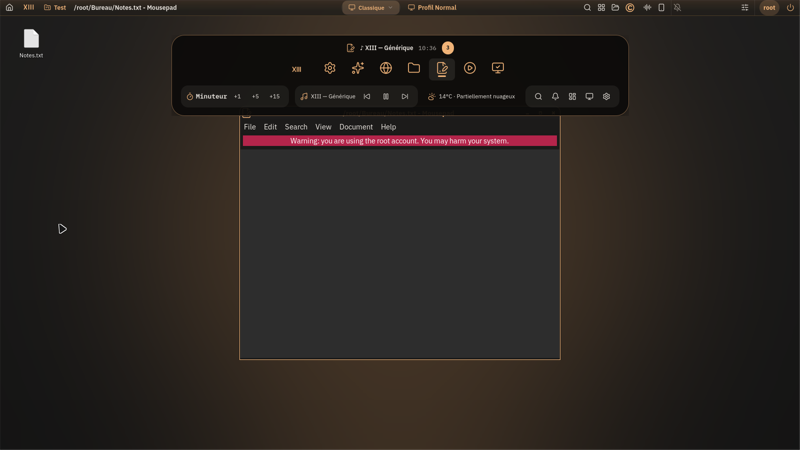 XIII Test /root/Bureau/Notes.txt - Mousepad Classique Profil Normal root
♪ XIII — Générique 10:36 3
Notes.txt
XIII
Minuteur +1 +5 +15 XIII — Générique 14°C · Partiellement nuageux
File Edit Search View Document Help
Warning: you are using the root account. You may harm your system.